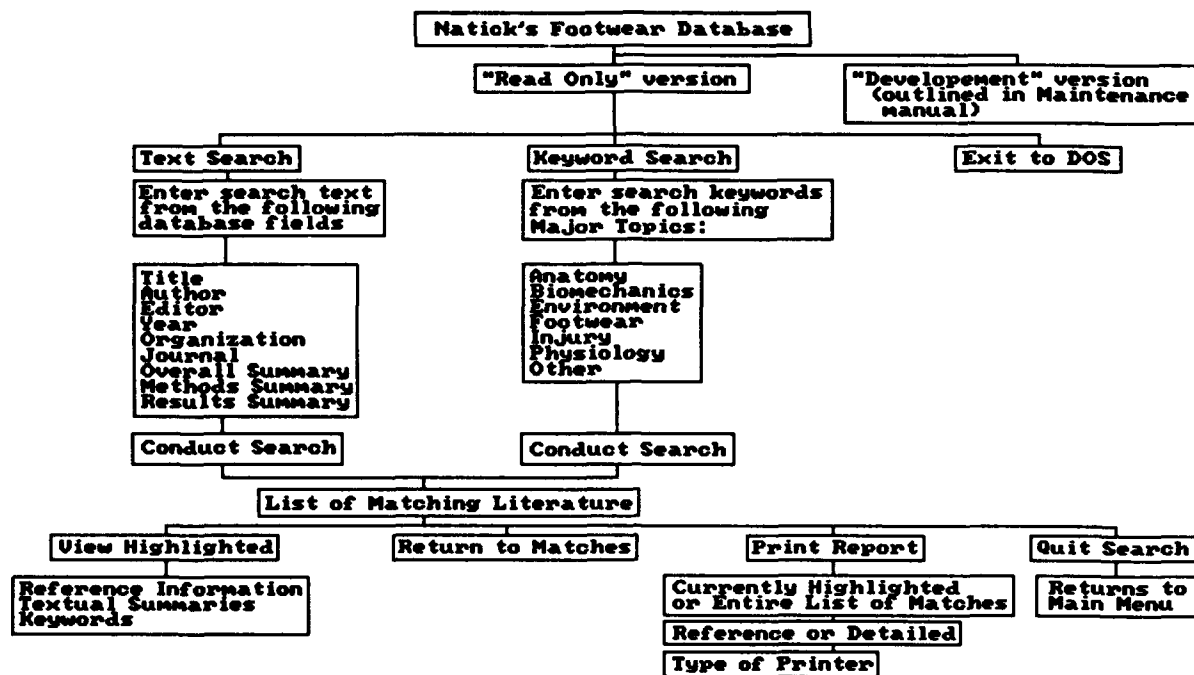 Natick's Footwear Database
"Read Only" version
"Developement" version
(outlined in Maintenance
manual)
Text Search
Keyword Search
Exit to DOS
Enter search text
from the following
database fields
Enter search keywords
from the following
Major Topics:
Title
Author
Editor
Year
Organization
Journal
Overall Summary
Methods Summary
Results Summary
Anatomy
Biomechanics
Environment
Footwear
Injury
Physiology
Other
Conduct Search
Conduct Search
List of Matching Literature
View Highlighted
Return to Matches
Print Report
Quit Search
Reference Information
Textual Summaries
Keywords
Currently Highlighted
or Entire List of Matches
Returns to
Main Menu
Reference or Detailed
Type of Printer